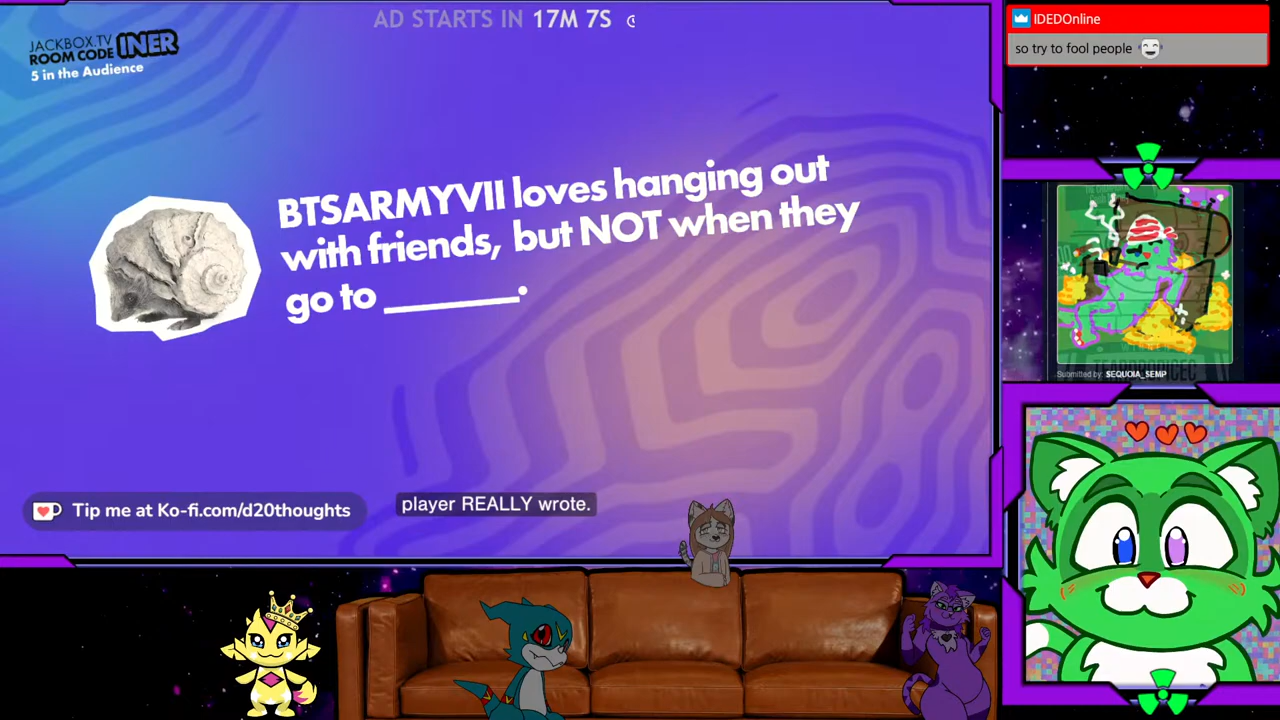 AD STARTS IN 17M 7S
JACKBOX.TV
ROOM CODE INER
5 in the Audience
BTSARMYVII loves hanging out
with friends, but NOT when they
go to ________.
Tip me at Ko-fi.com/d20thoughts
player REALLY wrote.
IDEDOnline
so try to fool people
Submitted by: SEQUOIA_SEMP